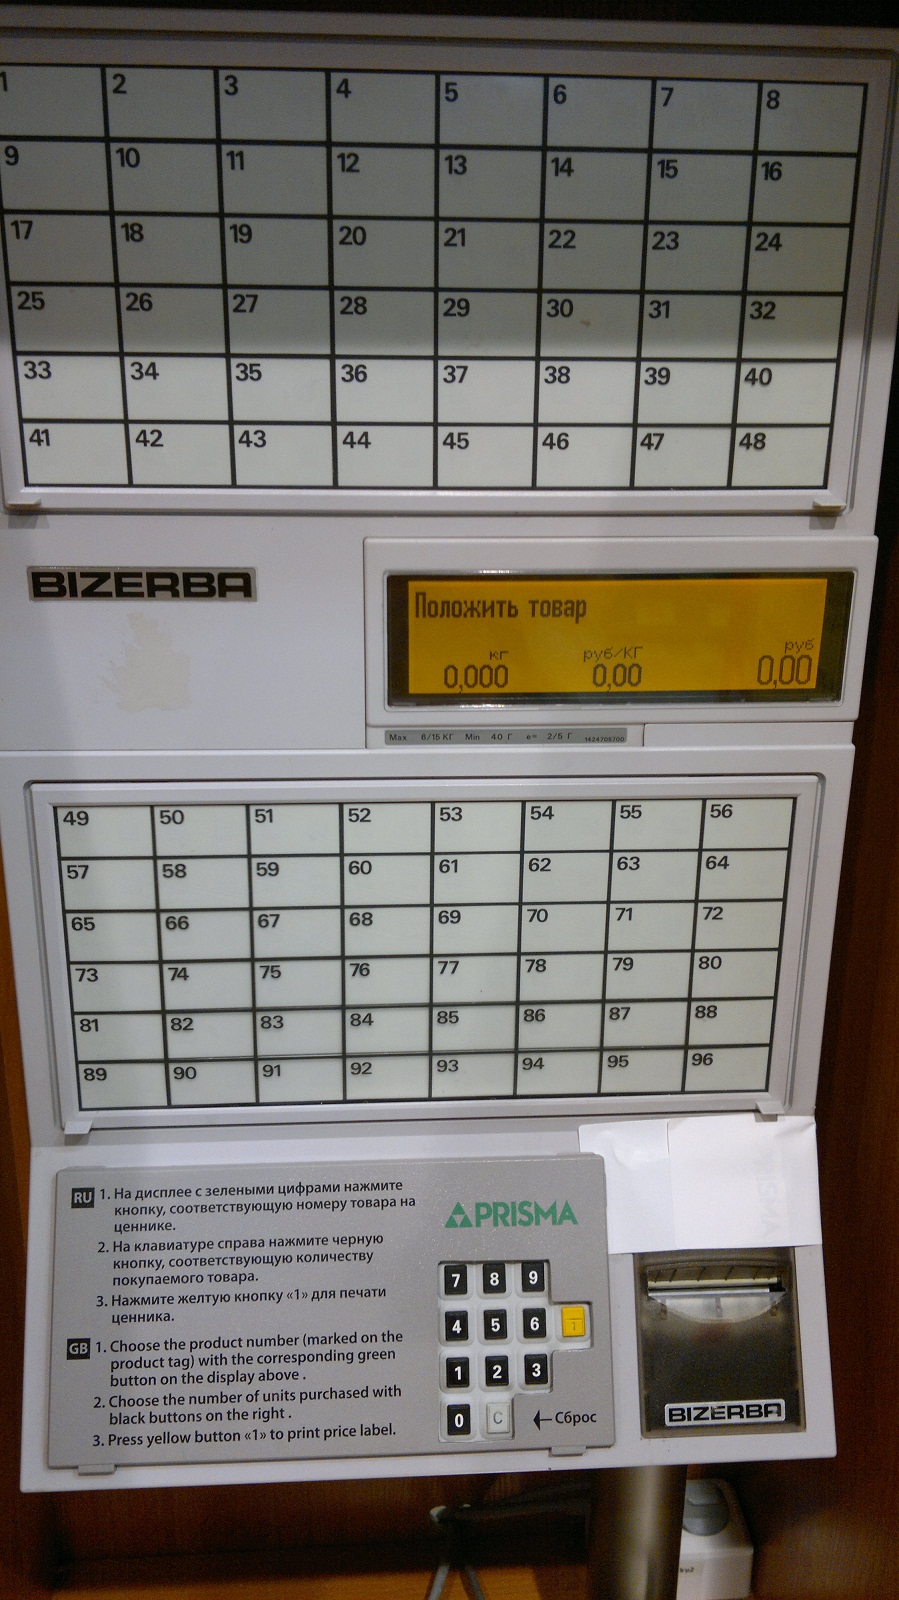 1 2 3 4 5 6 7 8
9 10 11 12 13 14 15 16
17 18 19 20 21 22 23 24
25 26 27 28 29 30 31 32
33 34 35 36 37 38 39 40
41 42 43 44 45 46 47 48
BIZERBA
Положить товар
кг руб/кг руб
0,000 0,00 0,00
Max 6/15 КГ Min 40 Г e= 2/5 Г
49 50 51 52 53 54 55 56
57 58 59 60 61 62 63 64
65 66 67 68 69 70 71 72
73 74 75 76 77 78 79 80
81 82 83 84 85 86 87 88
89 90 91 92 93 94 95 96
RU 1. На дисплее с зелеными цифрами нажмите
кнопку, соответствующую номеру товара на
ценнике.
2. На клавиатуре справа нажмите черную
кнопку, соответствующую количеству
покупаемого товара.
3. Нажмите желтую кнопку «1» для печати
ценника.
GB 1. Choose the product number (marked on the
product tag) with the corresponding green
button on the display above .
2. Choose the number of units purchased with
black buttons on the right .
3. Press yellow button «1» to print price label.
PRISMA
7 8 9
4 5 6
1 2 3
0 C Сброс
BIZERBA